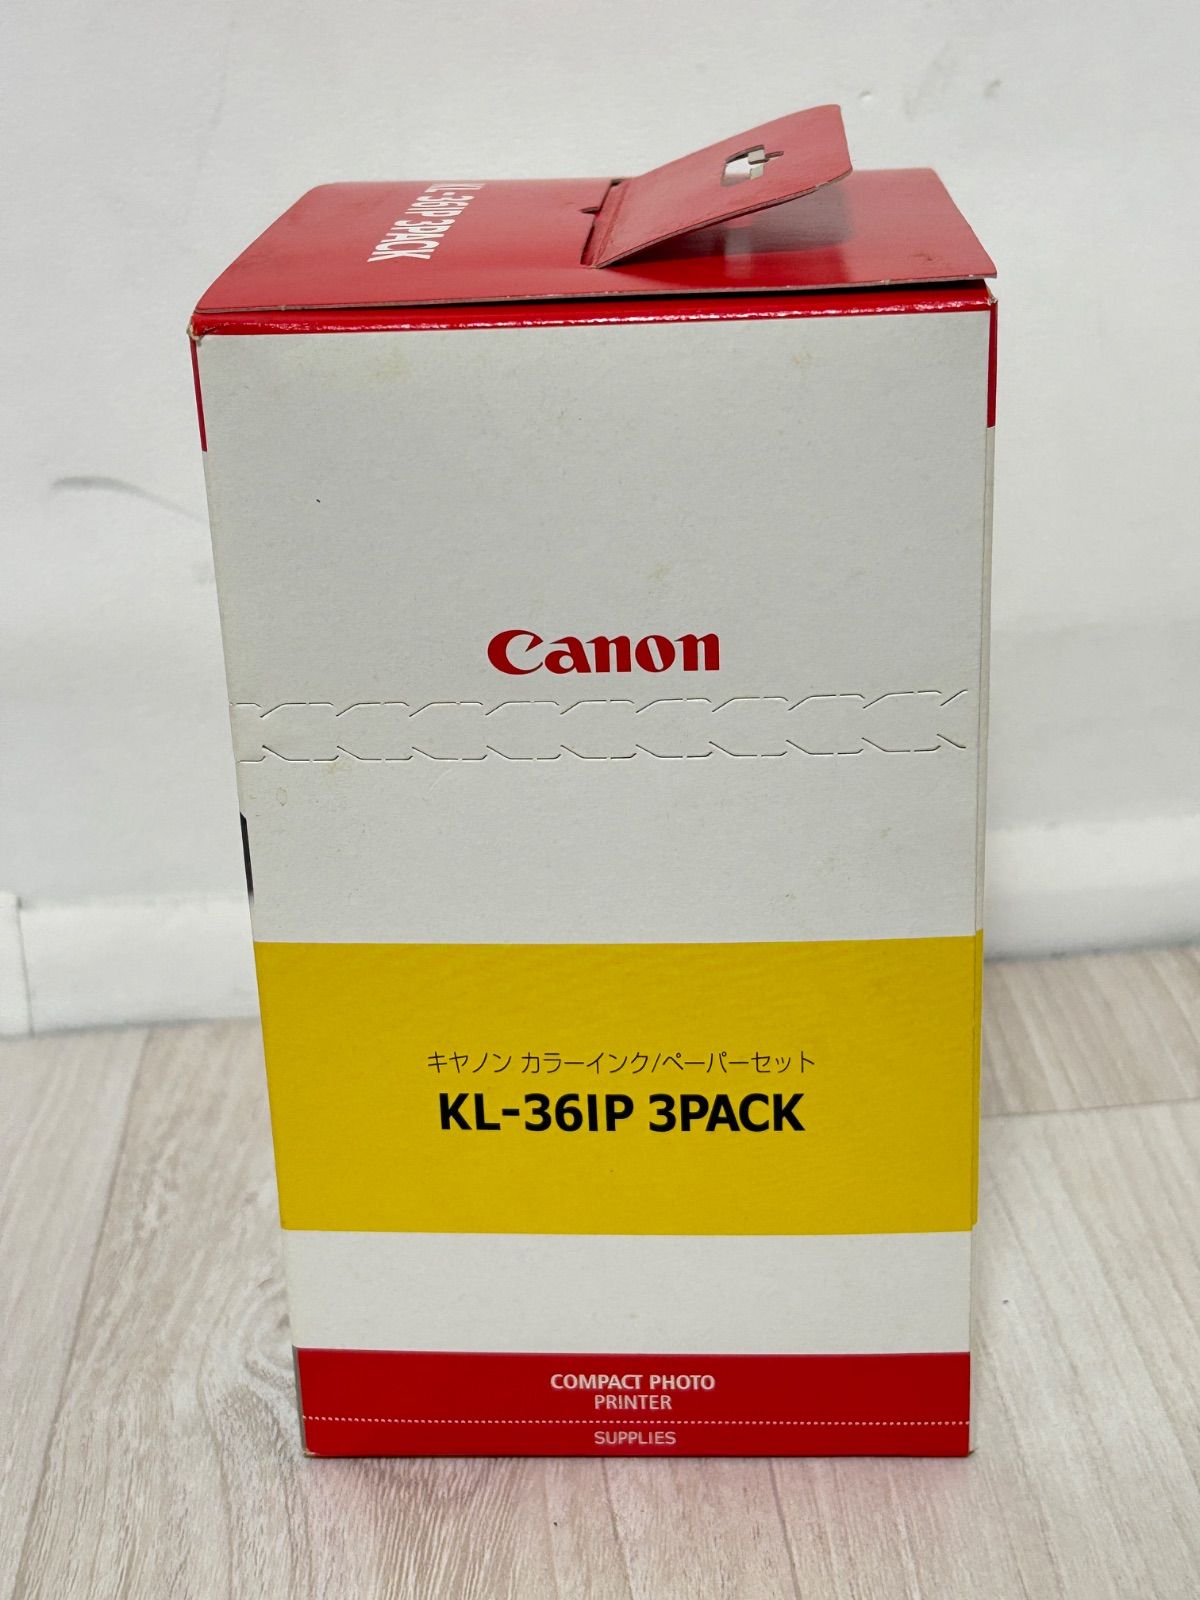 KL-36IP 3PACK
Canon
キヤノン カラーインク/ペーパーセット
KL-36IP 3PACK
COMPACT PHOTO
PRINTER
SUPPLIES